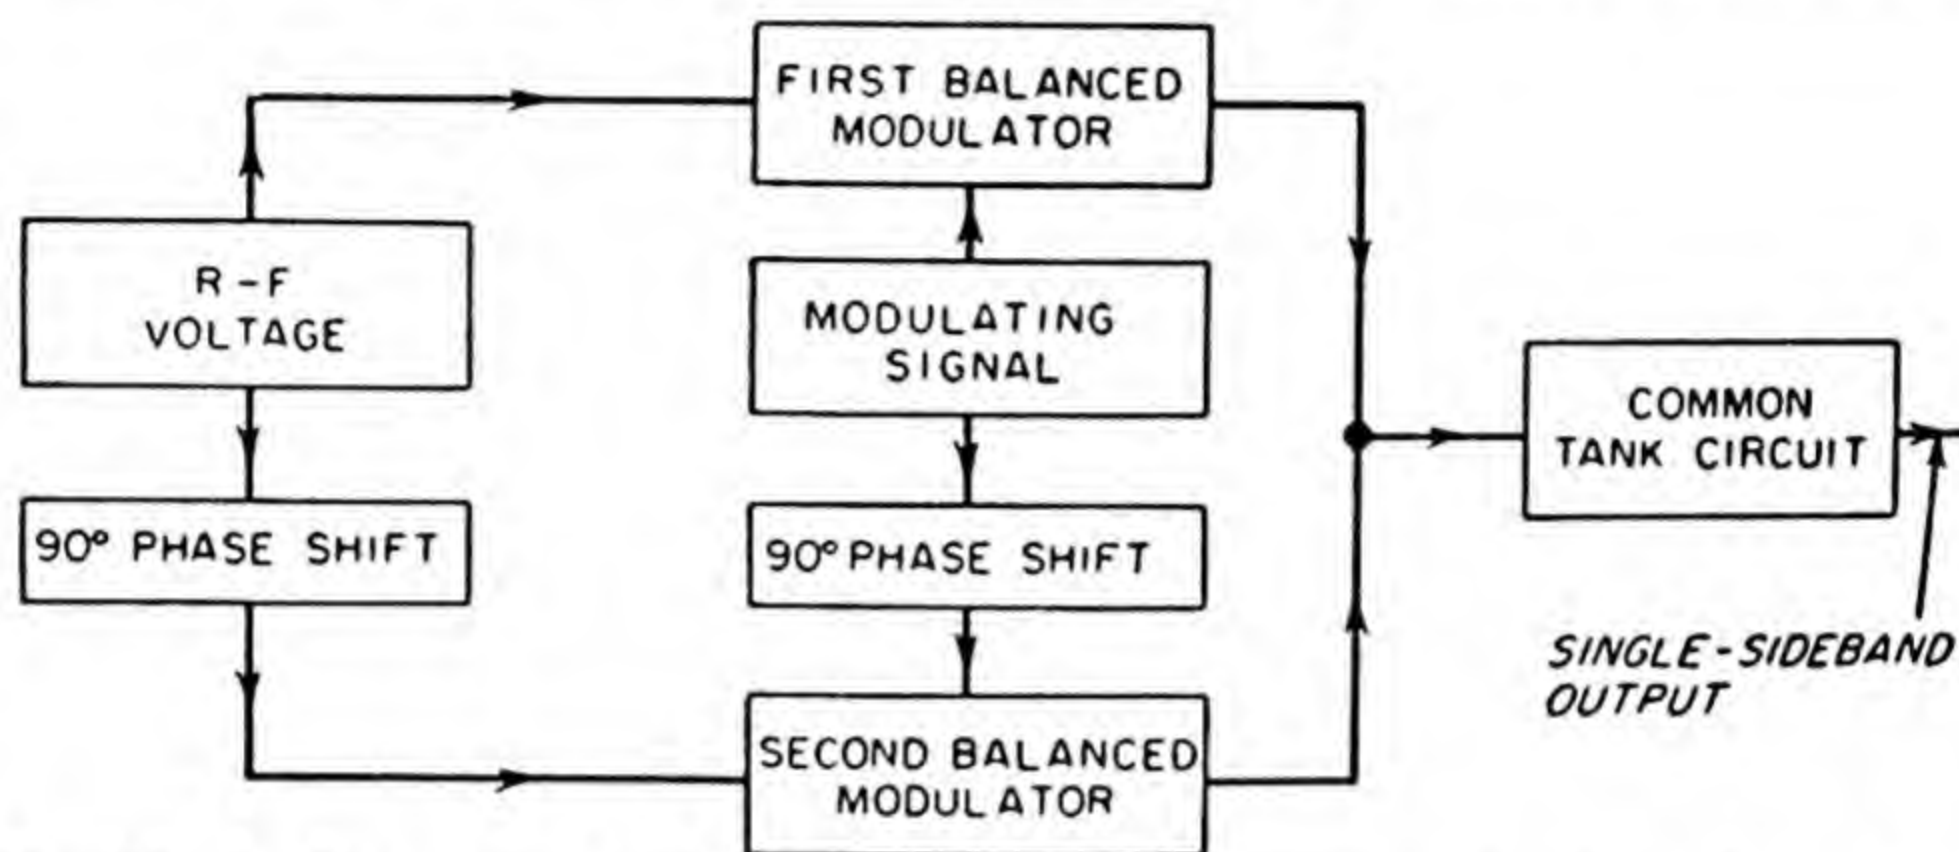 FIRST BALANCED
MODULATOR
R-F
VOLTAGE
MODULATING
SIGNAL
COMMON
TANK CIRCUIT
90° PHASE SHIFT
90° PHASE SHIFT
SINGLE-SIDEBAND
OUTPUT
SECOND BALANCED
MODULATOR